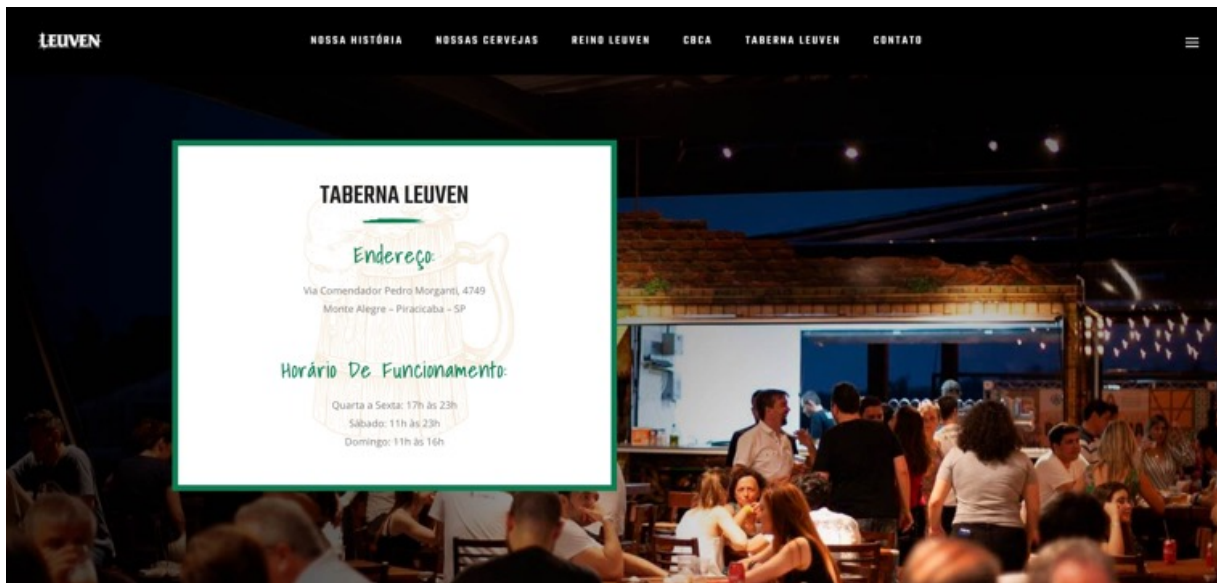 LEUVEN
NOSSA HISTÓRIA NOSSAS CERVEJAS REINO LEUVEN CBCA TABERNA LEUVEN CONTATO
TABERNA LEUVEN
Endereço:
Via Comendador Pedro Morganti, 4749
Monte Alegre – Piracicaba – SP
Horário De Funcionamento:
Quarta a Sexta: 17h às 23h
Sábado: 11h às 23h
Domingo: 11h às 16h